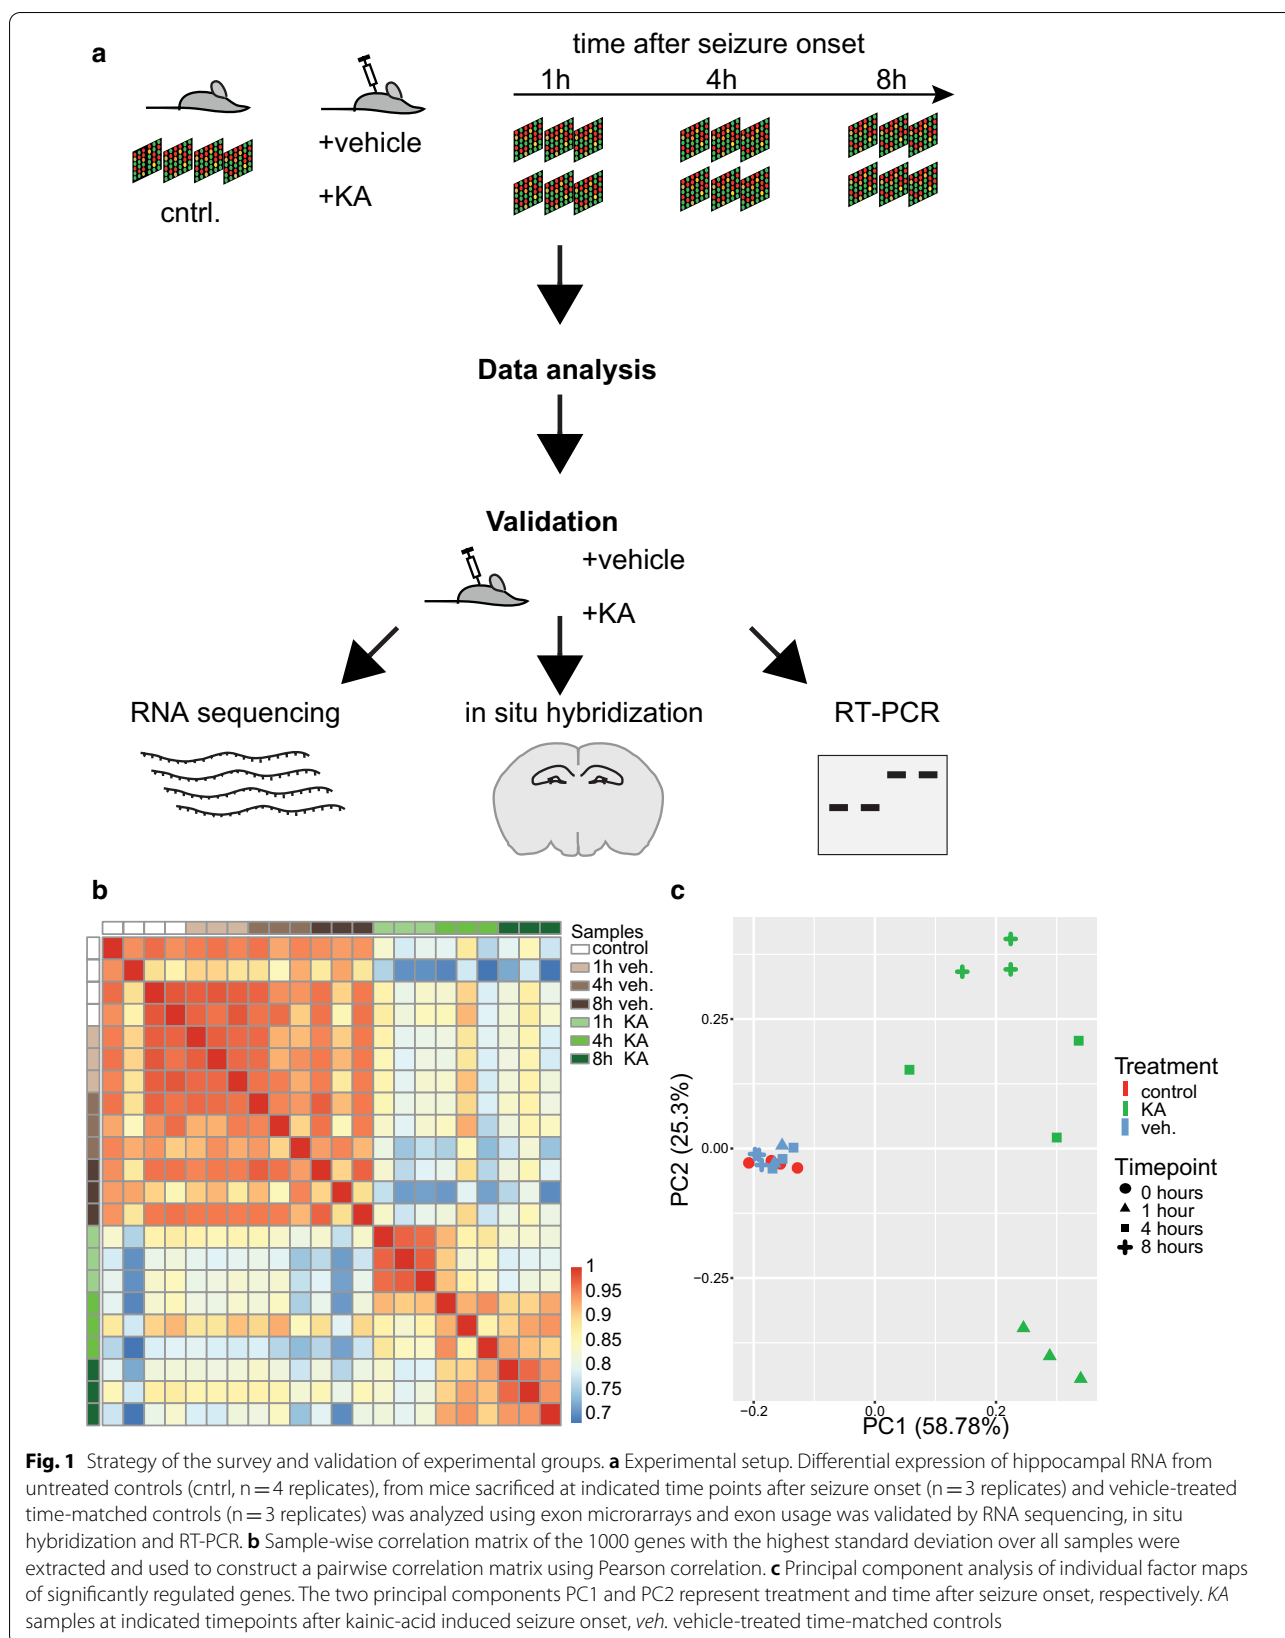 a
time after seizure onset
1h 4h 8h
+vehicle
+KA
cntrl.
Data analysis
Validation
+vehicle
+KA
RNA sequencing in situ hybridization RT-PCR
b
Samples
control
1h veh.
4h veh.
8h veh.
1h KA
4h KA
8h KA
1
0.95
0.9
0.85
0.8
0.75
0.7
c
PC2 (25.3%)
0.25
0.00
−0.25
−0.2 0.0 0.2
PC1 (58.78%)
Treatment
control
KA
veh.
Timepoint
0 hours
1 hour
4 hours
8 hours
Fig. 1 Strategy of the survey and validation of experimental groups. a Experimental setup. Differential expression of hippocampal RNA from
untreated controls (cntrl, n = 4 replicates), from mice sacrificed at indicated time points after seizure onset (n = 3 replicates) and vehicle-treated
time-matched controls (n = 3 replicates) was analyzed using exon microrarrays and exon usage was validated by RNA sequencing, in situ
hybridization and RT-PCR. b Sample-wise correlation matrix of the 1000 genes with the highest standard deviation over all samples were
extracted and used to construct a pairwise correlation matrix using Pearson correlation. c Principal component analysis of individual factor maps
of significantly regulated genes. The two principal components PC1 and PC2 represent treatment and time after seizure onset, respectively. KA
samples at indicated timepoints after kainic-acid induced seizure onset, veh. vehicle-treated time-matched controls